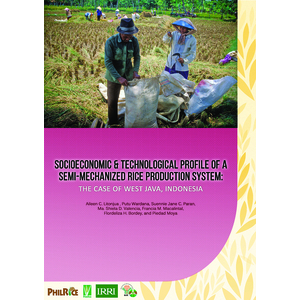 SOCIOECONOMIC & TECHNOLOGICAL PROFILE OF A
SEMI-MECHANIZED RICE PRODUCTION SYSTEM:
THE CASE OF WEST JAVA, INDONESIA
Aileen C. Litonjua, Putu Wardana, Suennie Jane C. Paran,
Ma. Shiela D. Valencia, Francis M. Macalintal,
Flordeliza H. Bordey, and Piedad Moya
PHILRICE
IRRI